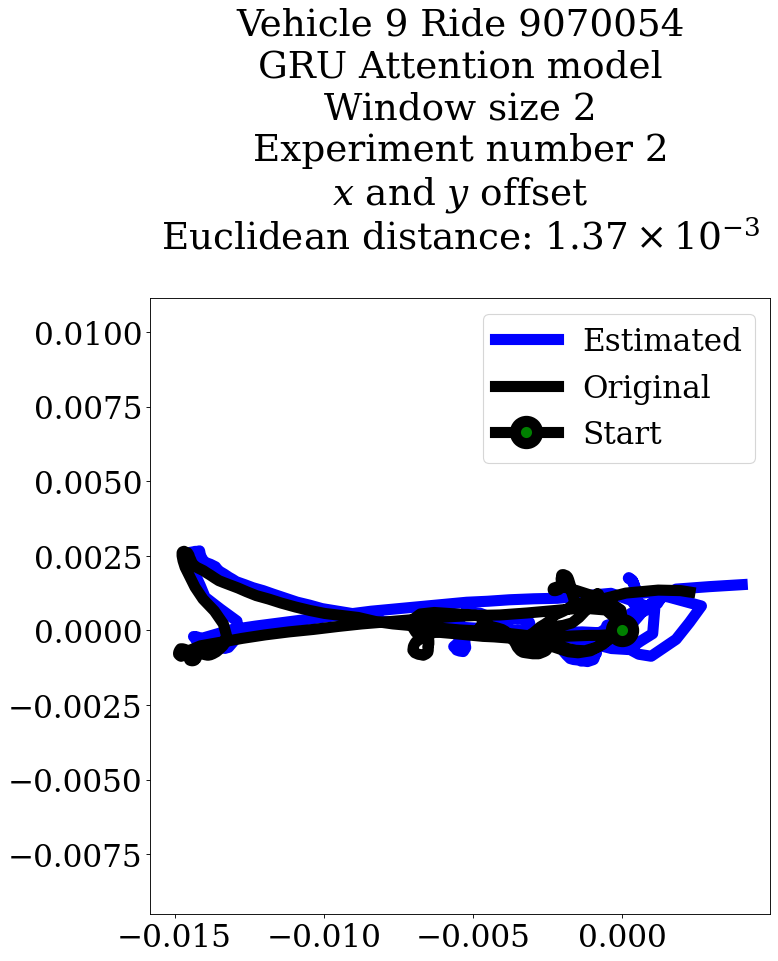 Vehicle 9 Ride 9070054
GRU Attention model
Window size 2
Experiment number 2
x and y offset
Euclidean distance: 1.37 × 10⁻³
Estimated
Original
Start
0.0100
0.0075
0.0050
0.0025
0.0000
−0.0025
−0.0050
−0.0075
−0.015 −0.010 −0.005 0.000